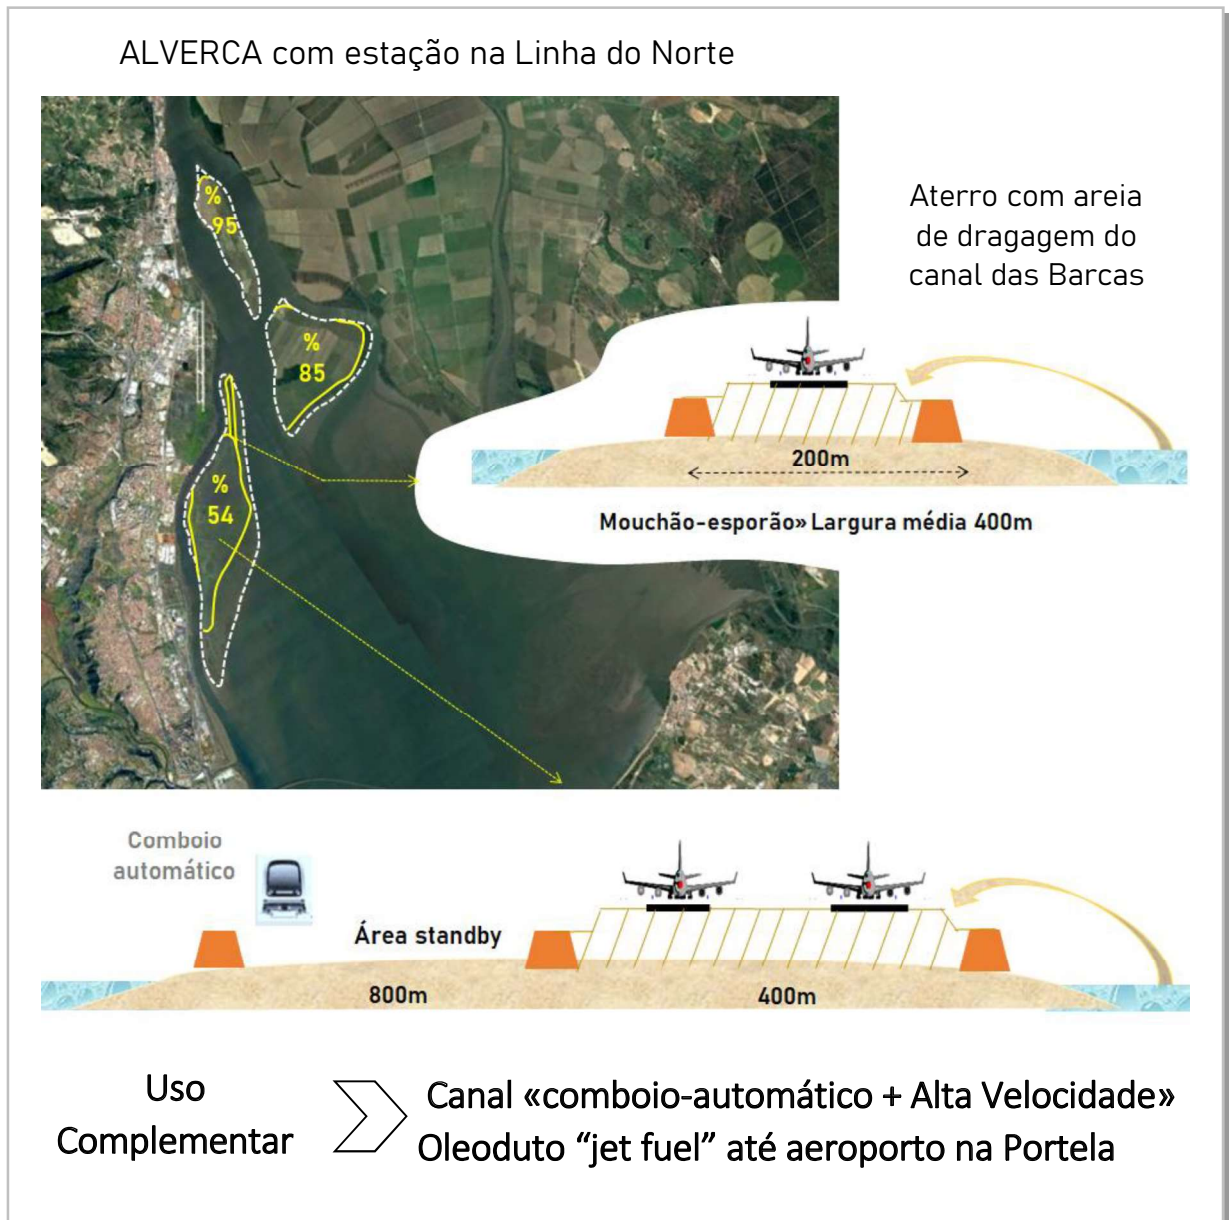 ALVERCA com estação na Linha do Norte
%
95
%
85
%
54
Aterro com areia
de dragagem do
canal das Barcas
200m
Mouchão-esporão» Largura média 400m
Comboio
automático
Área standby
800m
400m
Uso
Complementar
Canal «comboio-automático + Alta Velocidade»
Oleoduto “jet fuel” até aeroporto na Portela